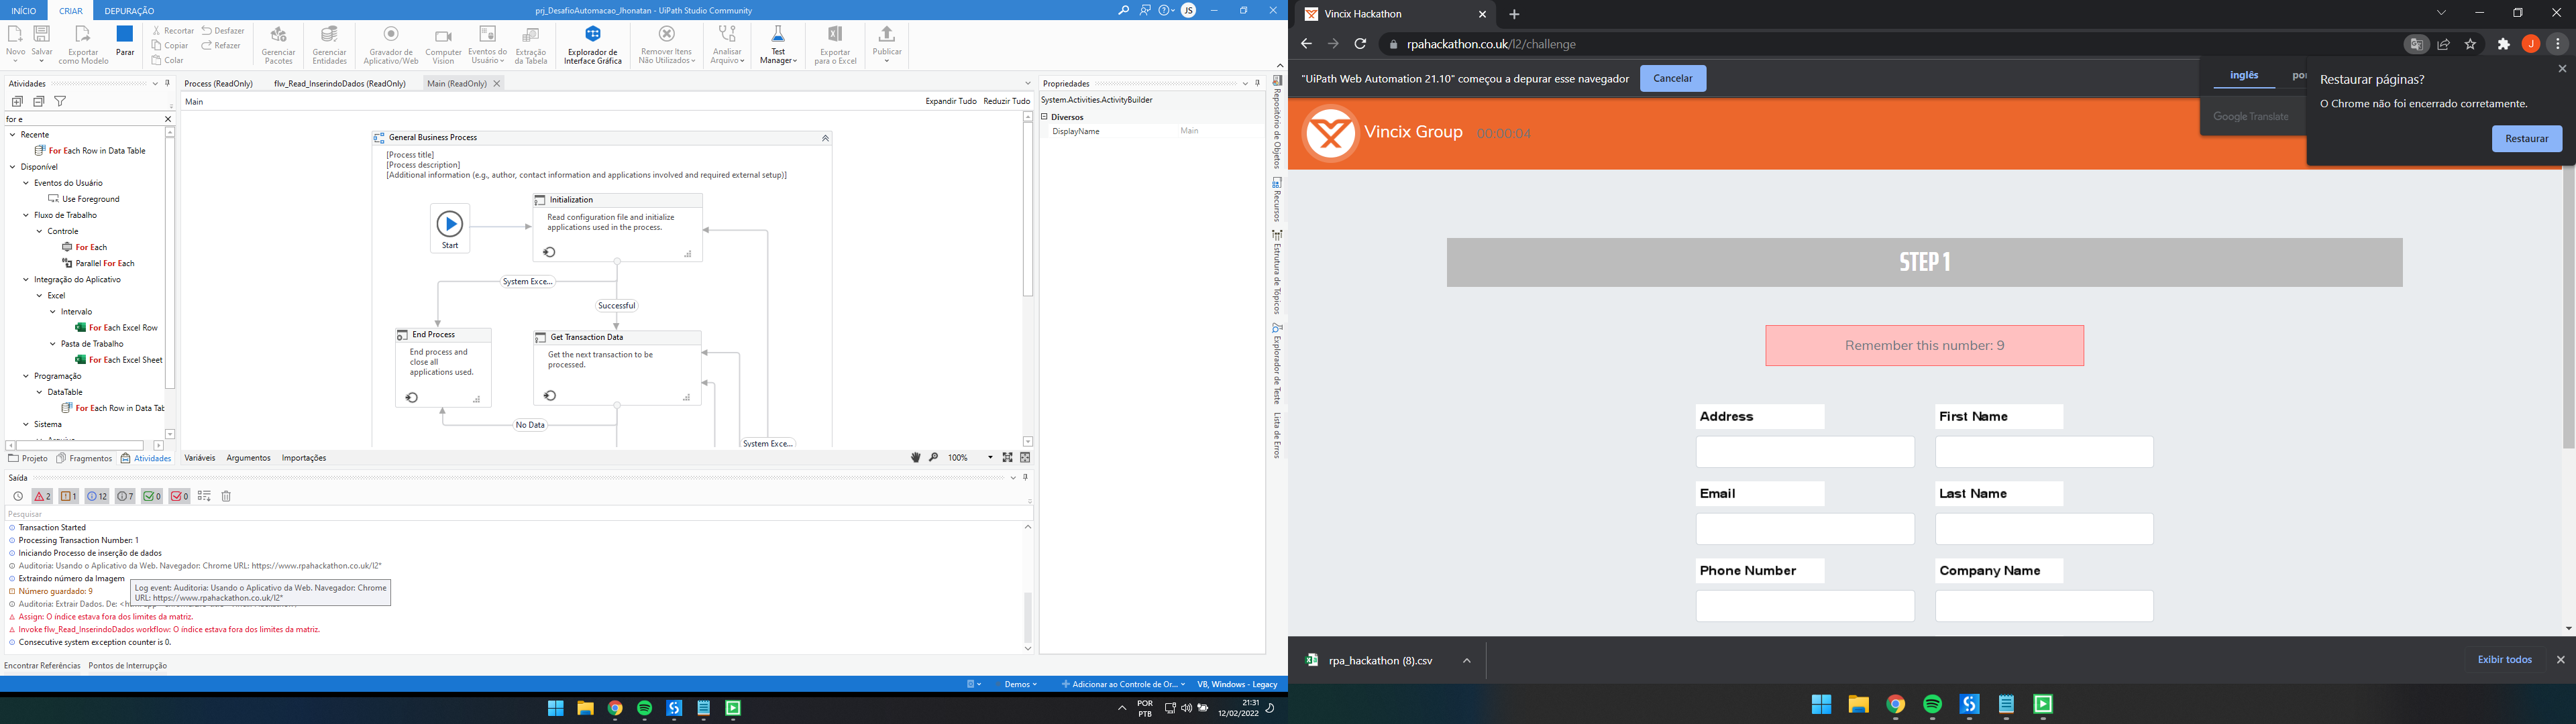 INÍCIO
CRIAR
DEPURAÇÃO
prj_DesafioAutomacao_Jhonatan - UiPath Studio Community
JS
Novo
Salvar
Exportar
como Modelo
Parar
Recortar
Copiar
Colar
Desfazer
Refazer
Gerenciar
Pacotes
Gerenciar
Entidades
Gravador de
Aplicativo/Web
Computer
Vision
Eventos do
Usuário
Extração
da Tabela
Explorador de
Interface Gráfica
Remover Itens
Não Utilizados
Analisar
Arquivo
Test
Manager
Exportar
para o Excel
Publicar
Atividades
for e
Recente
For Each Row in Data Table
Disponível
Eventos do Usuário
Use Foreground
Fluxo de Trabalho
Controle
For Each
Parallel For Each
Integração do Aplicativo
Excel
Intervalo
For Each Excel Row
Pasta de Trabalho
For Each Excel Sheet
Programação
DataTable
For Each Row in Data Tab
Sistema
Projeto
Fragmentos
Atividades
Process (ReadOnly)
flw_Read_InserindoDados (ReadOnly)
Main (ReadOnly)
Main
Expandir Tudo
Reduzir Tudo
General Business Process
[Process title]
[Process description]
[Additional information (e.g., author, contact information and applications involved and required external setup)]
Start
Initialization
Read configuration file and initialize
applications used in the process.
System Exce...
Successful
End Process
End process and
close all
applications used.
Get Transaction Data
Get the next transaction to be
processed.
No Data
System Exce...
Variáveis
Argumentos
Importações
100%
Propriedades
System.Activities.ActivityBuilder
Diversos
DisplayName
Main
Repositório de Objetos
Recursos
Estrutura de Tópicos
Explorador de Teste
Lista de Erros
Saída
2
1
12
7
0
0
Pesquisar
Transaction Started
Processing Transaction Number: 1
Iniciando Processo de inserção de dados
Auditoria: Usando o Aplicativo da Web. Navegador: Chrome URL: https://www.rpahackathon.co.uk/l2*
Extraindo número da Imagem
Número guardado: 9
Log event: Auditoria: Usando o Aplicativo da Web. Navegador: Chrome
URL: https://www.rpahackathon.co.uk/l2*
Auditoria: Extrair Dados. De:
Assign: O índice estava fora dos limites da matriz.
Invoke flw_Read_InserindoDados workflow: O índice estava fora dos limites da matriz.
Consecutive system exception counter is 0.
Encontrar Referências
Pontos de Interrupção
Demos
Adicionar ao Controle de Or...
VB, Windows - Legacy
POR
PTB
21:31
12/02/2022
Vincix Hackathon
rpahackathon.co.uk/l2/challenge
J
"UiPath Web Automation 21.10" começou a depurar esse navegador
Cancelar
inglês
por
Google Translate
Restaurar páginas?
O Chrome não foi encerrado corretamente.
Restaurar
Vincix Group
00:00:04
STEP 1
Remember this number: 9
Address
First Name
Email
Last Name
Phone Number
Company Name
rpa_hackathon (8).csv
Exibir todos